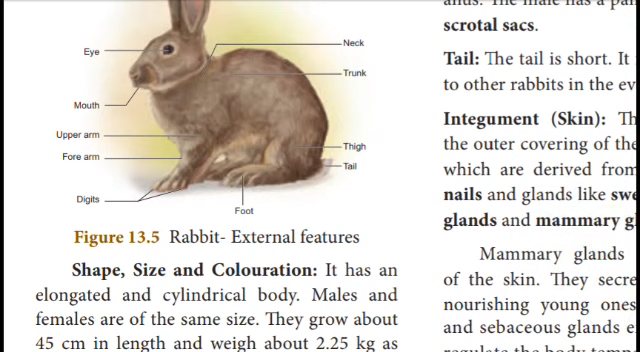 Eye
Mouth
Upper arm
Fore arm
Digits
Neck
Trunk
Thigh
Tail
Foot
Figure 13.5 Rabbit- External features
Shape, Size and Colouration: It has an
elongated and cylindrical body. Males and
females are of the same size. They grow about
45 cm in length and weigh about 2.25 kg as
scrotal sacs.
Tail: The tail is short. It
to other rabbits in the
Integument (Skin):
the outer covering of the
which are derived from
nails and glands like
glands and mammary
Mammary glands
of the skin. They
nourishing young ones
and sebaceous glands
regulate the body